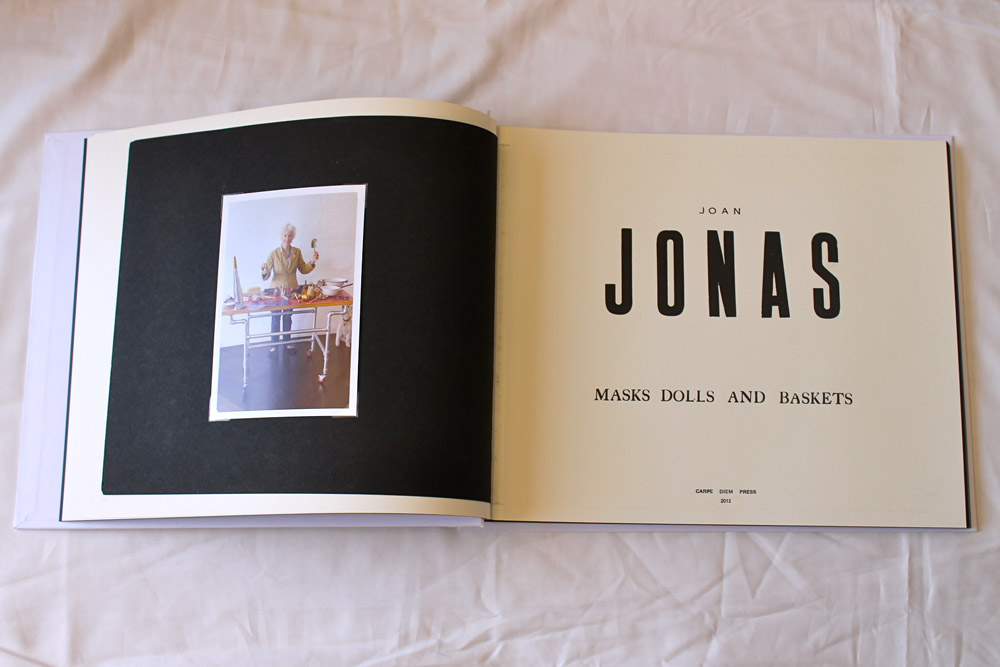 JOAN
JONAS
MASKS DOLLS AND BASKETS
CARPE DIEM PRESS
2012